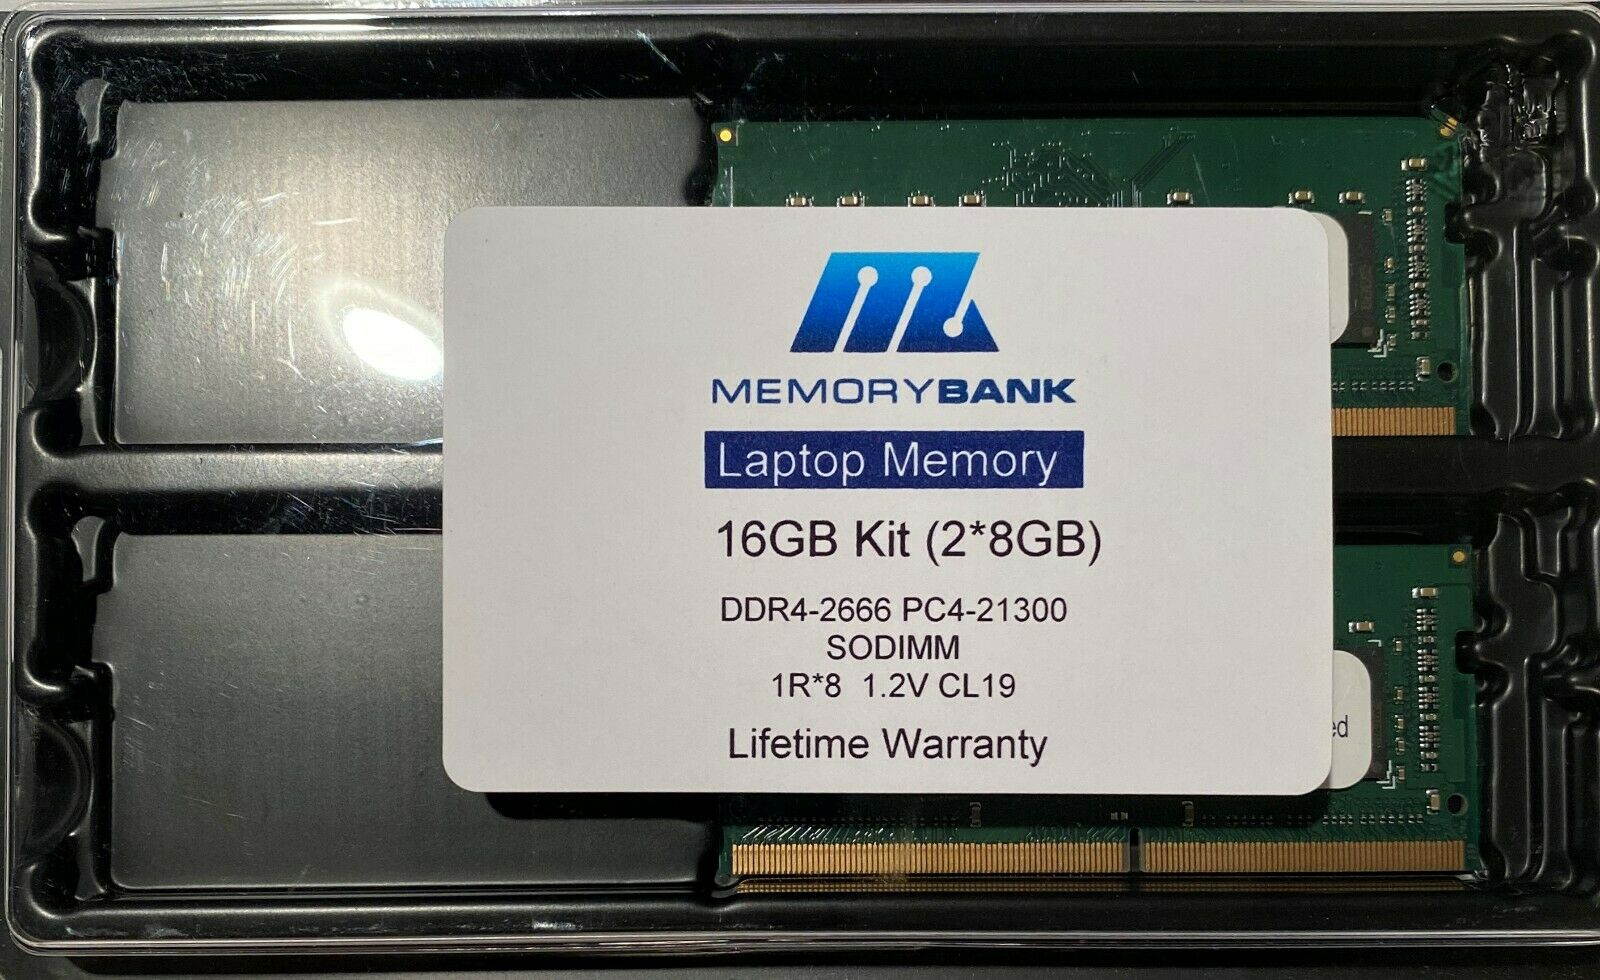 MEMORYBANK
Laptop Memory
16GB Kit (2*8GB)
DDR4-2666 PC4-21300
SODIMM
1R*8 1.2V CL19
Lifetime Warranty